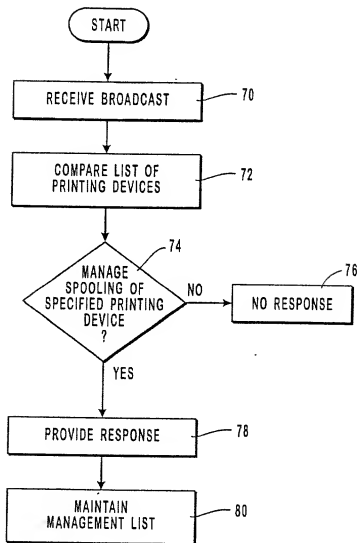 START
RECEIVE BROADCAST
70
COMPARE LIST OF
PRINTING DEVICES
72
74
MANAGE
SPOOLING OF
SPECIFIED PRINTING
DEVICE
?
NO
76
NO RESPONSE
YES
PROVIDE RESPONSE
78
MAINTAIN
MANAGEMENT LIST
80